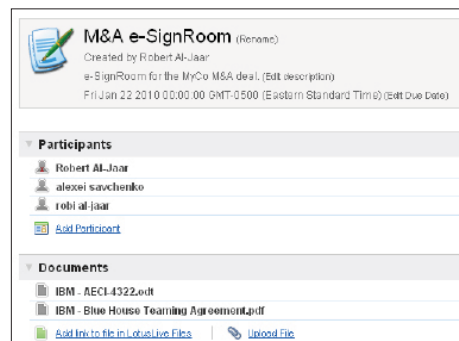 M&A e-SignRoom (Rename)
Created by Robert Al-Jaar
e-SignRoom for the MyCo M&A deal. (Edit description)
Fri Jan 22 2010 00:00:00 GMT-0500 (Eastern Standard Time) (Edit Due Date)
Participants
Robert Al-Jaar
alexei savchenko
robi al-jaar
Add Participant
Documents
IBM - AECI-4322.odt
IBM - Blue House Teaming Agreement.pdf
Add link to file in LotusLive Files Upload File